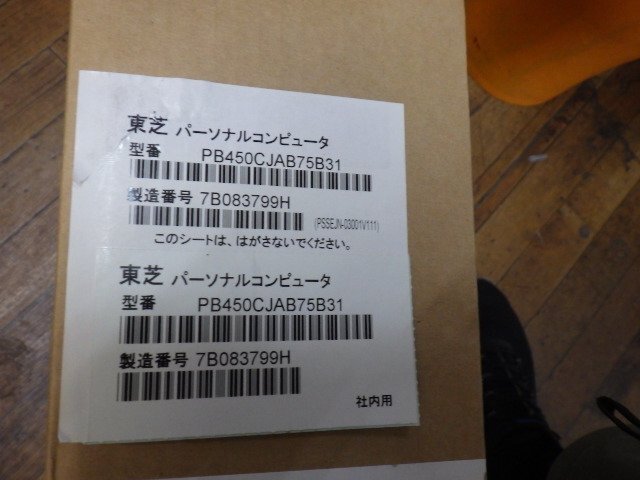 東芝 パーソナルコンピュータ
型番 PB450CJAB75B31
製造番号 7B083799H
(PSSEJN-03001V111)
このシートは、はがさないでください。
東芝 パーソナルコンピュータ
型番 PB450CJAB75B31
製造番号 7B083799H
社内用